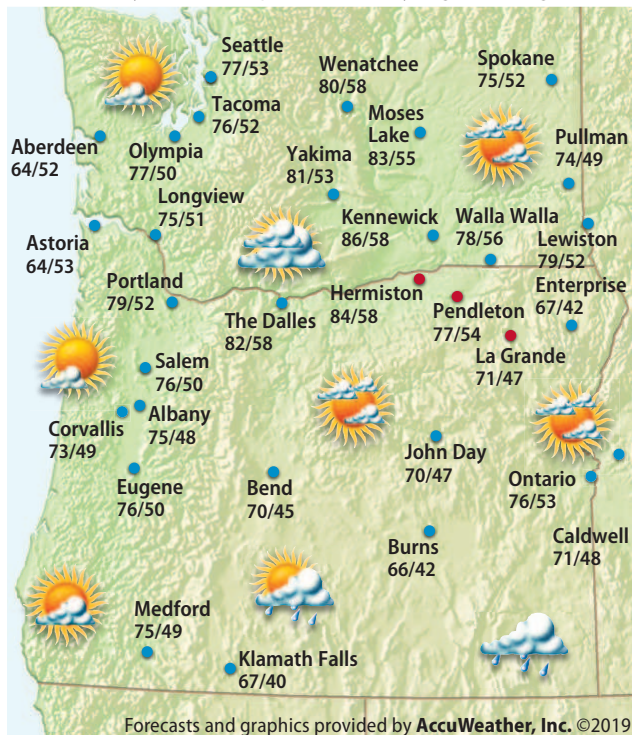 Seattle
77/53
Wenatchee
80/58
Spokane
75/52
Tacoma
76/52
Moses
Lake
83/55
Aberdeen
64/52
Olympia
77/50
Yakima
81/53
Pullman
74/49
Longview
75/51
Kennewick
86/58
Walla Walla
78/56
Lewiston
79/52
Astoria
64/53
Portland
79/52
The Dalles
82/58
Hermiston
84/58
Pendleton
77/54
Enterprise
67/42
La Grande
71/47
Salem
76/50
Corvallis
73/49
Albany
75/48
John Day
70/47
Ontario
76/53
Eugene
76/50
Bend
70/45
Caldwell
71/48
Burns
66/42
Medford
75/49
Klamath Falls
67/40
Forecasts and graphics provided by AccuWeather, Inc. ©2019